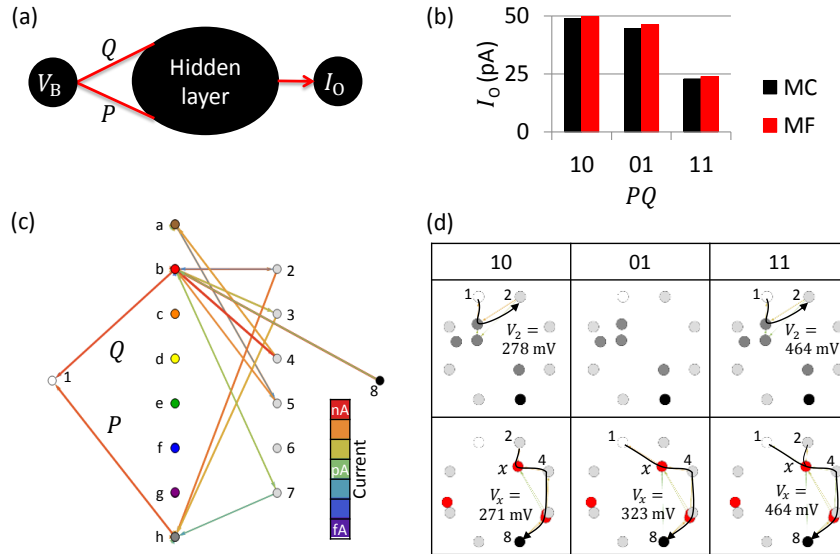 (a)
Q
V_B
Hidden
layer
I_O
P
(b)
50
25
0
I_O (pA)
10
01
11
PQ
MC
MF
(c)
a
b
c
d
e
f
g
h
1
2
3
4
5
6
7
8
Q
P
nA
pA
fA
Current
(d)
10
01
11
1
2
V_2 =
278 mV
1
2
V_2 =
464 mV
2
4
x
V_x =
271 mV
8
1
4
x
V_x =
323 mV
8
1
2
4
x
V_x =
464 mV
8